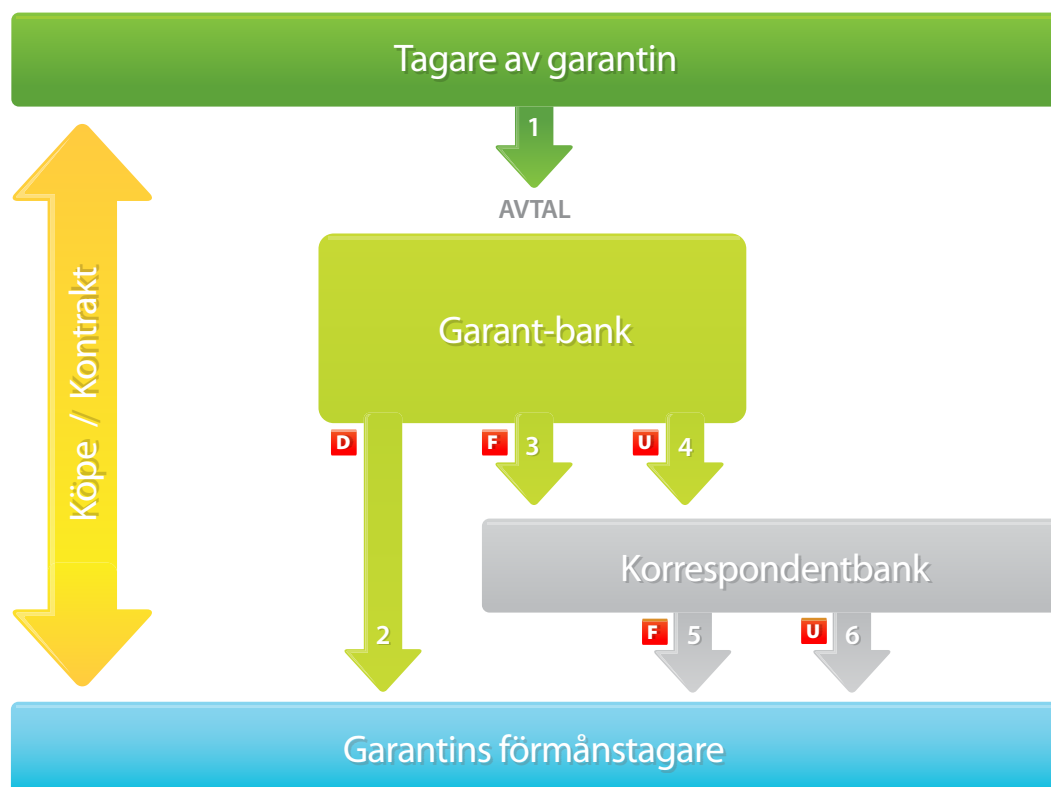 Tagare av garantin
1
AVTAL
Köpe / Kontrakt
Garant-bank
D
F
3
U
4
Korrespondentbank
2
F
5
U
6
Garantins förmånstagare